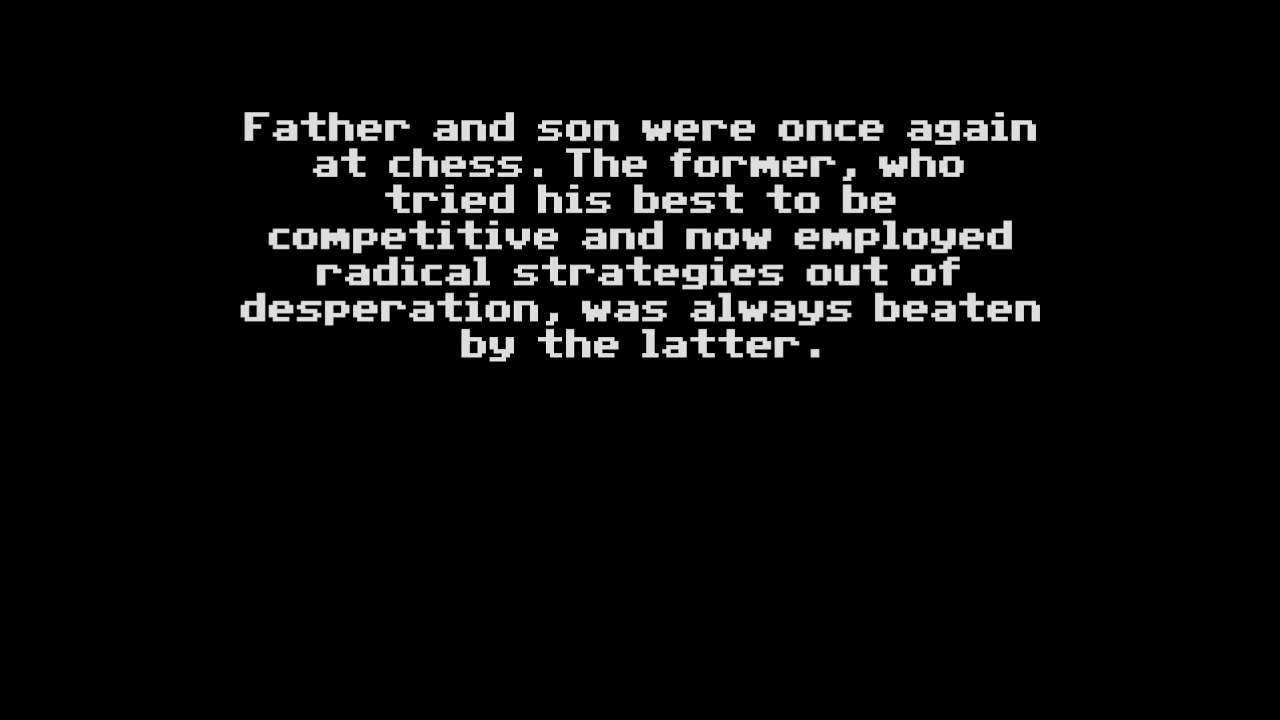 Father and son were once again
at chess. The former, who
tried his best to be
competitive and now employed
radical strategies out of
desperation, was always beaten
by the latter.